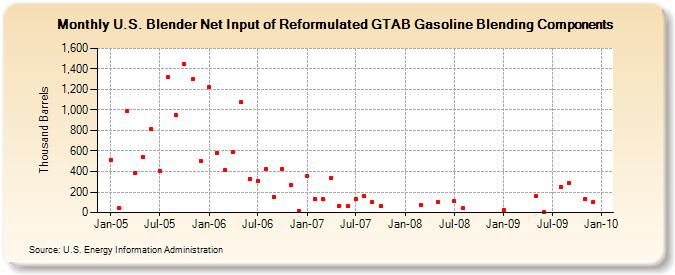 Monthly U.S. Blender Net Input of Reformulated GTAB Gasoline Blending Components
Thousand Barrels
1,600
1,400
1,200
1,000
800
600
400
200
0
Jan-05 Jul-05 Jan-06 Jul-06 Jan-07 Jul-07 Jan-08 Jul-08 Jan-09 Jul-09 Jan-10
Source: U.S. Energy Information Administration